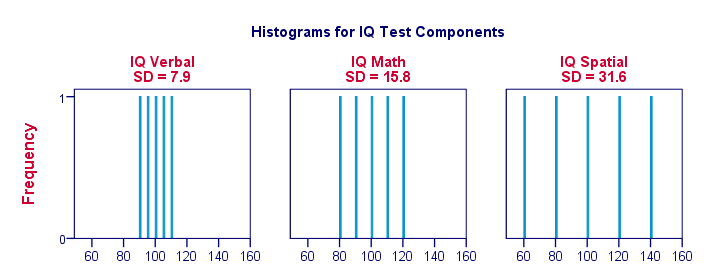 Histograms for IQ Test Components
IQ Verbal
SD = 7.9
IQ Math
SD = 15.8
IQ Spatial
SD = 31.6
Frequency
1
0
60 80 100 120 140 160
60 80 100 120 140 160
60 80 100 120 140 160